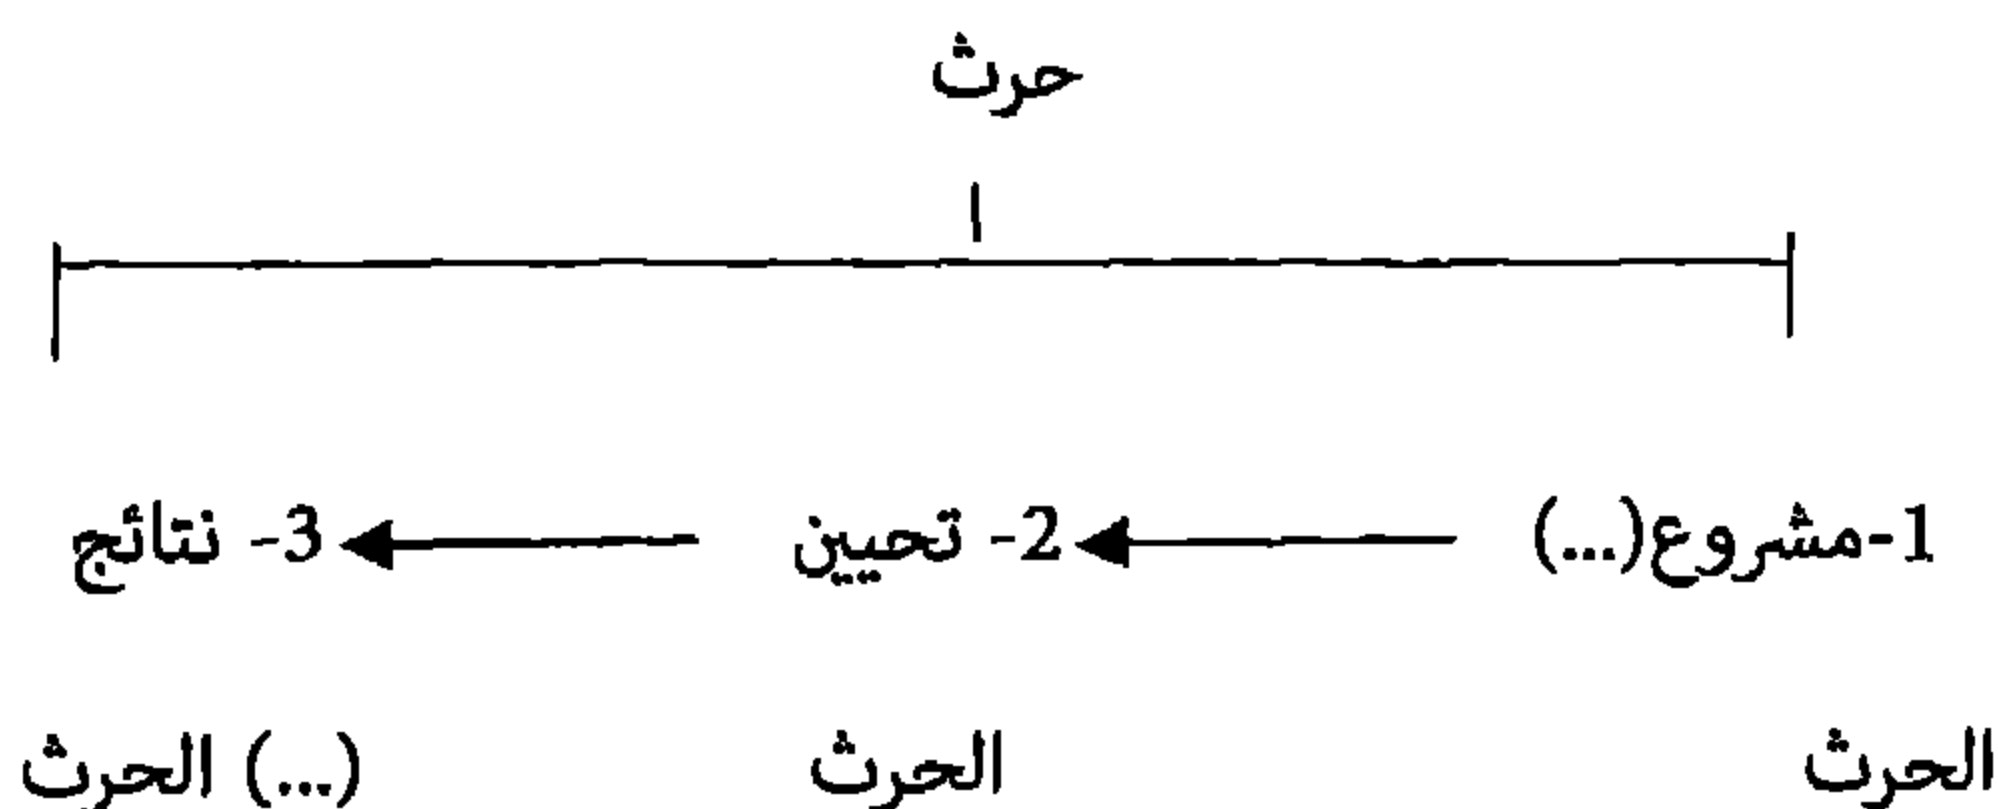 حرث
1-مشروع(...) 2- تحيين 3- نتائج
الحرث الحرث (...) الحرث